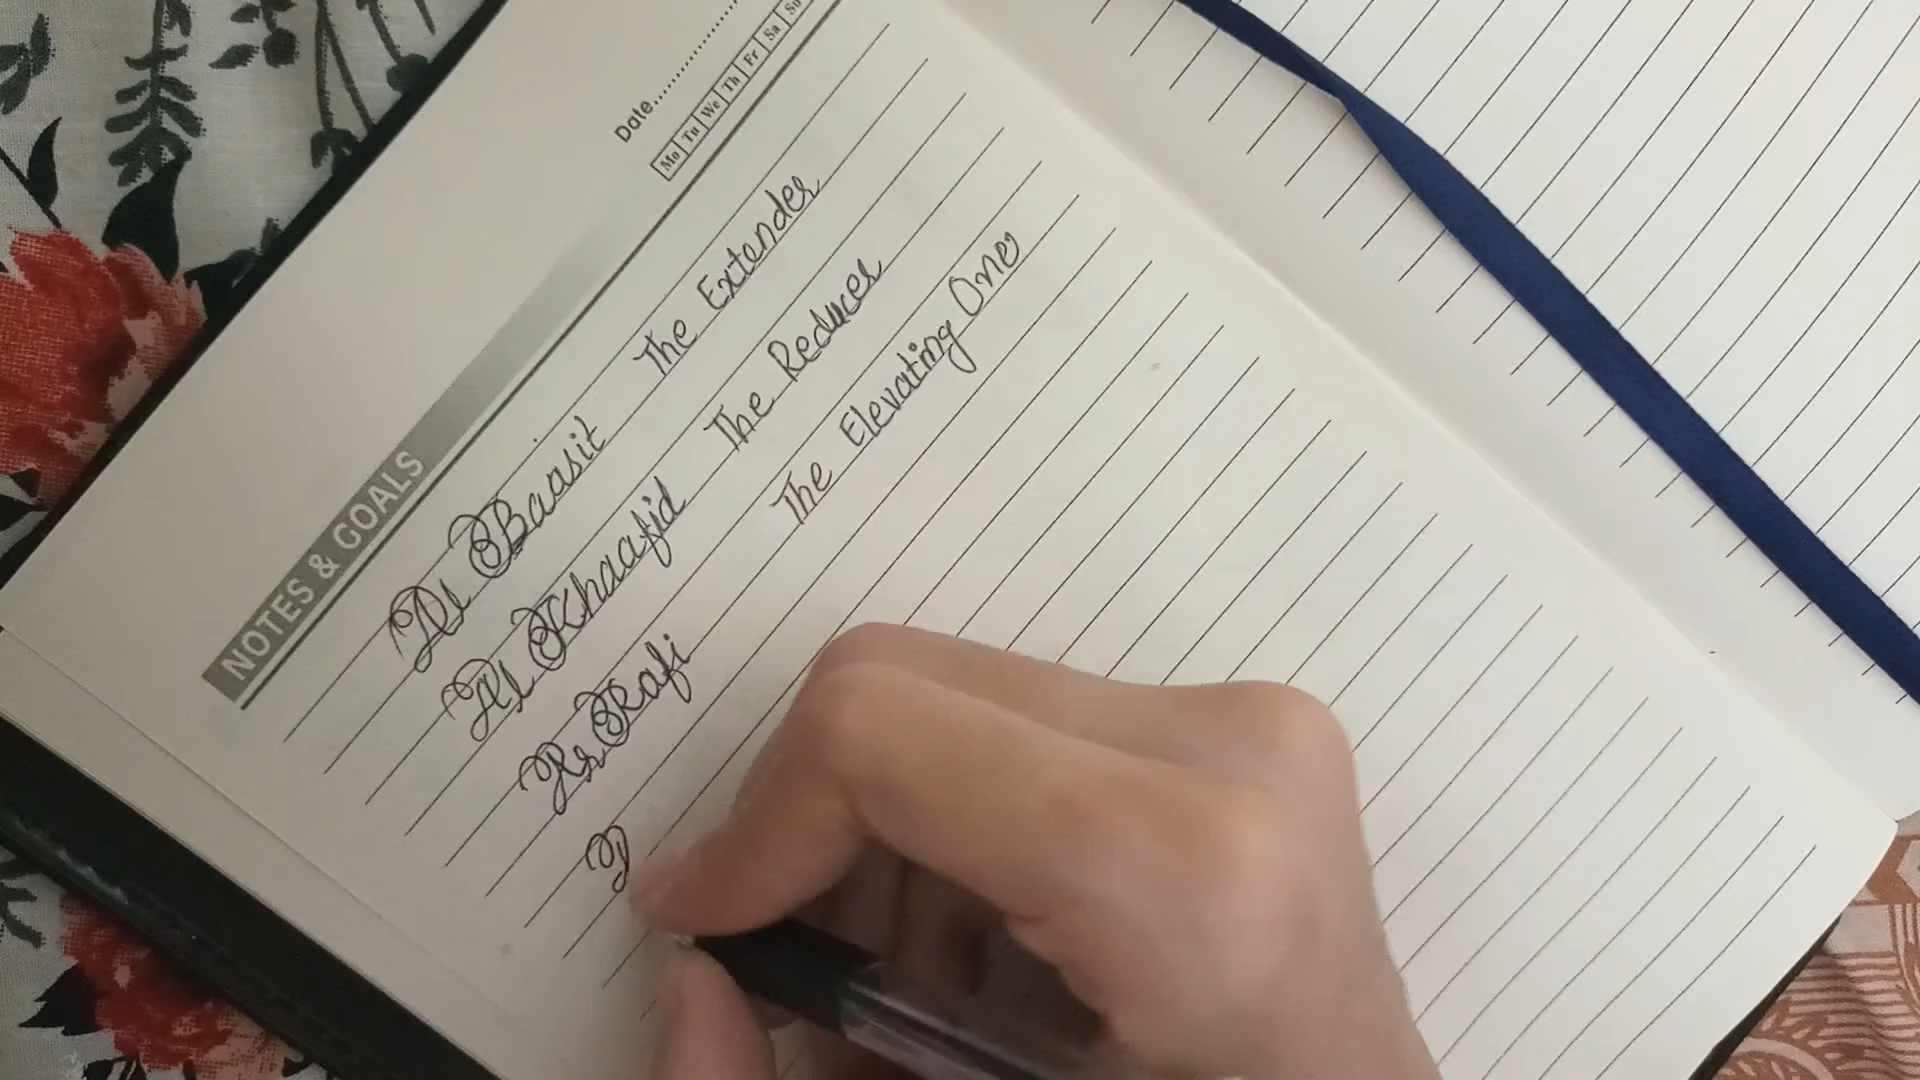 Date
Mo Tu We Th Fr Sa Su
NOTES & GOALS
Al Baasit The Extender
Al Khaafid The Reducer
Ar Rafi The Elevating One